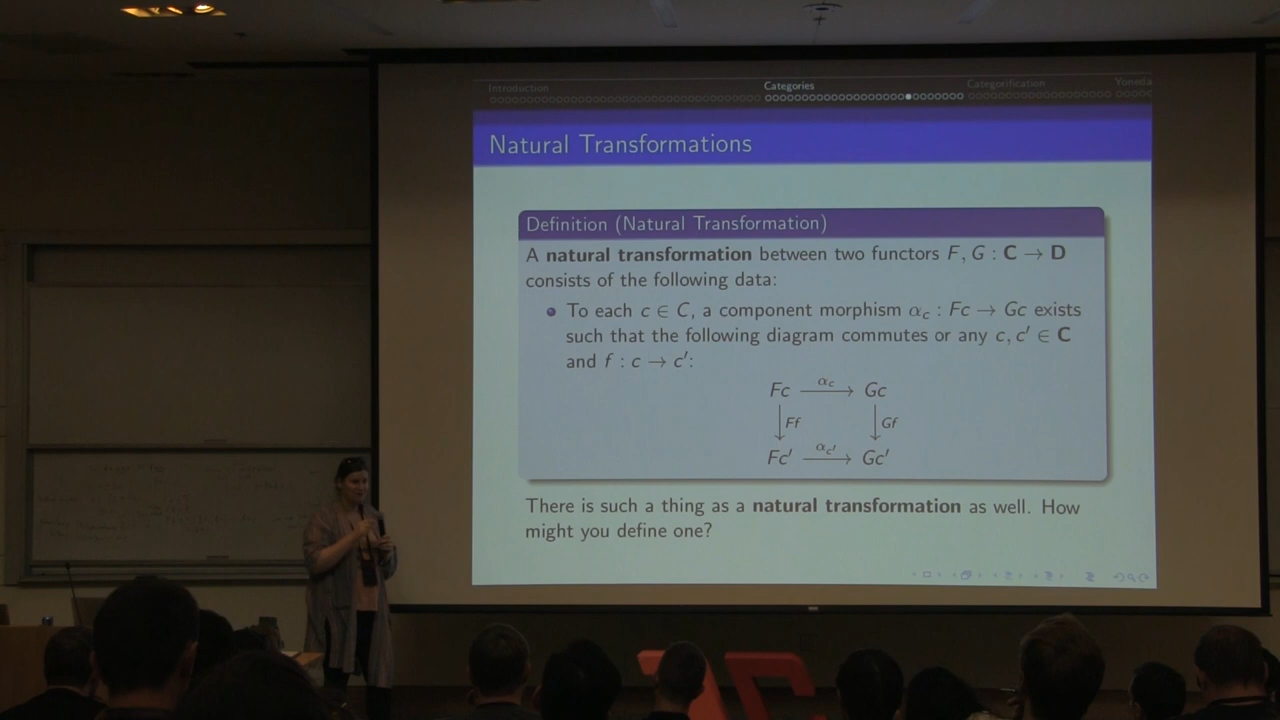 Introduction Categories Categorification Yoneda
Natural Transformations
Definition (Natural Transformation)
A natural transformation between two functors F, G : C → D
consists of the following data:
• To each c ∈ C, a component morphism α_c : Fc → Gc exists
such that the following diagram commutes or any c, c′ ∈ C
and f : c → c′:
Fc α_c → Gc
↓ Ff ↓ Gf
Fc′ α_c′ → Gc′
There is such a thing as a natural transformation as well. How
might you define one?